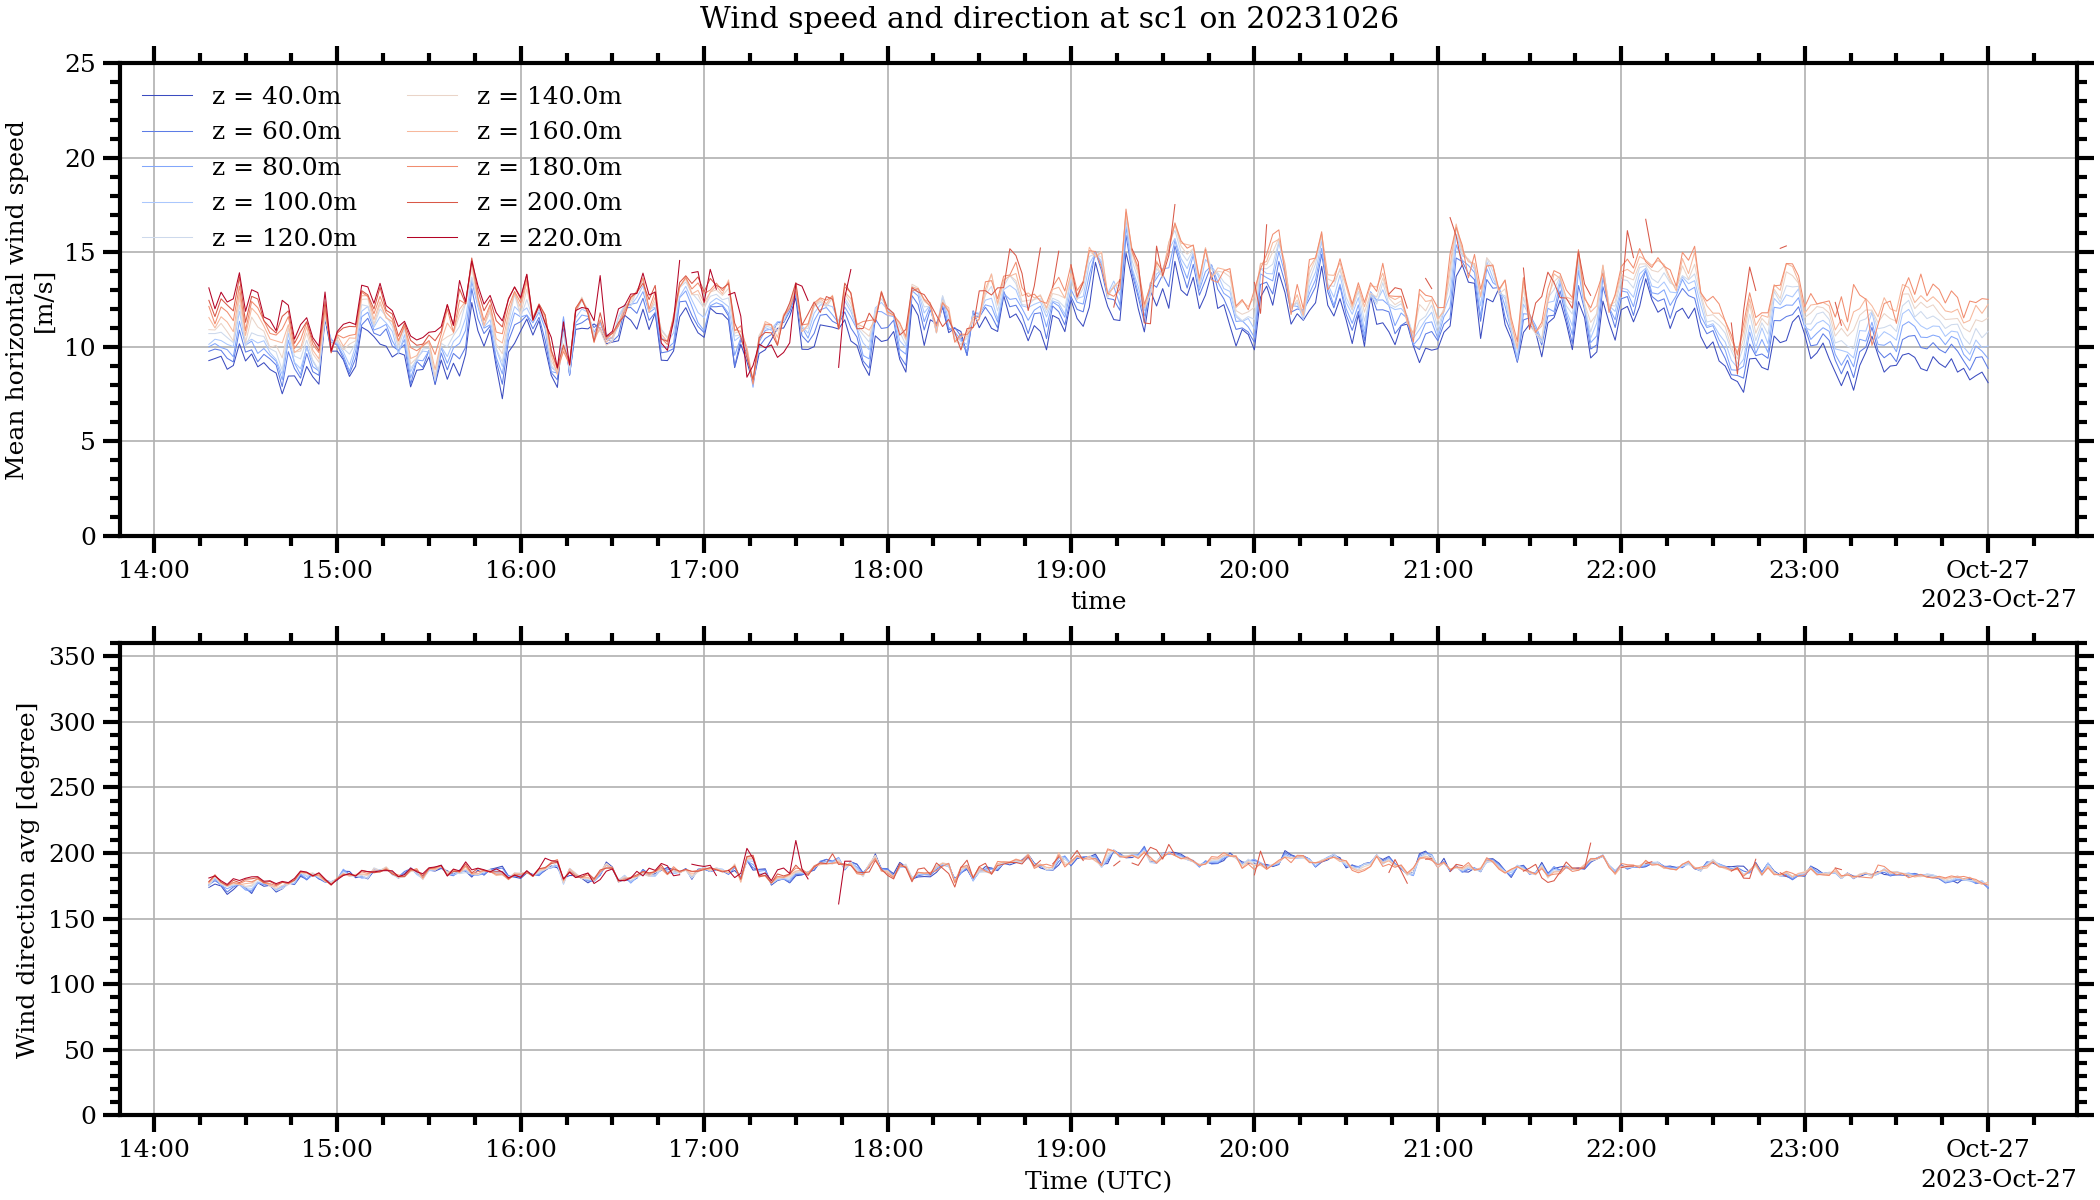 Wind speed and direction at sc1 on 20231026
Mean horizontal wind speed
[m/s]
25
20
15
10
5
0
z = 40.0m
z = 60.0m
z = 80.0m
z = 100.0m
z = 120.0m
z = 140.0m
z = 160.0m
z = 180.0m
z = 200.0m
z = 220.0m
14:00 15:00 16:00 17:00 18:00 19:00 20:00 21:00 22:00 23:00 Oct-27
time
2023-Oct-27
Wind direction avg [degree]
350
300
250
200
150
100
50
0
14:00 15:00 16:00 17:00 18:00 19:00 20:00 21:00 22:00 23:00 Oct-27
Time (UTC)
2023-Oct-27